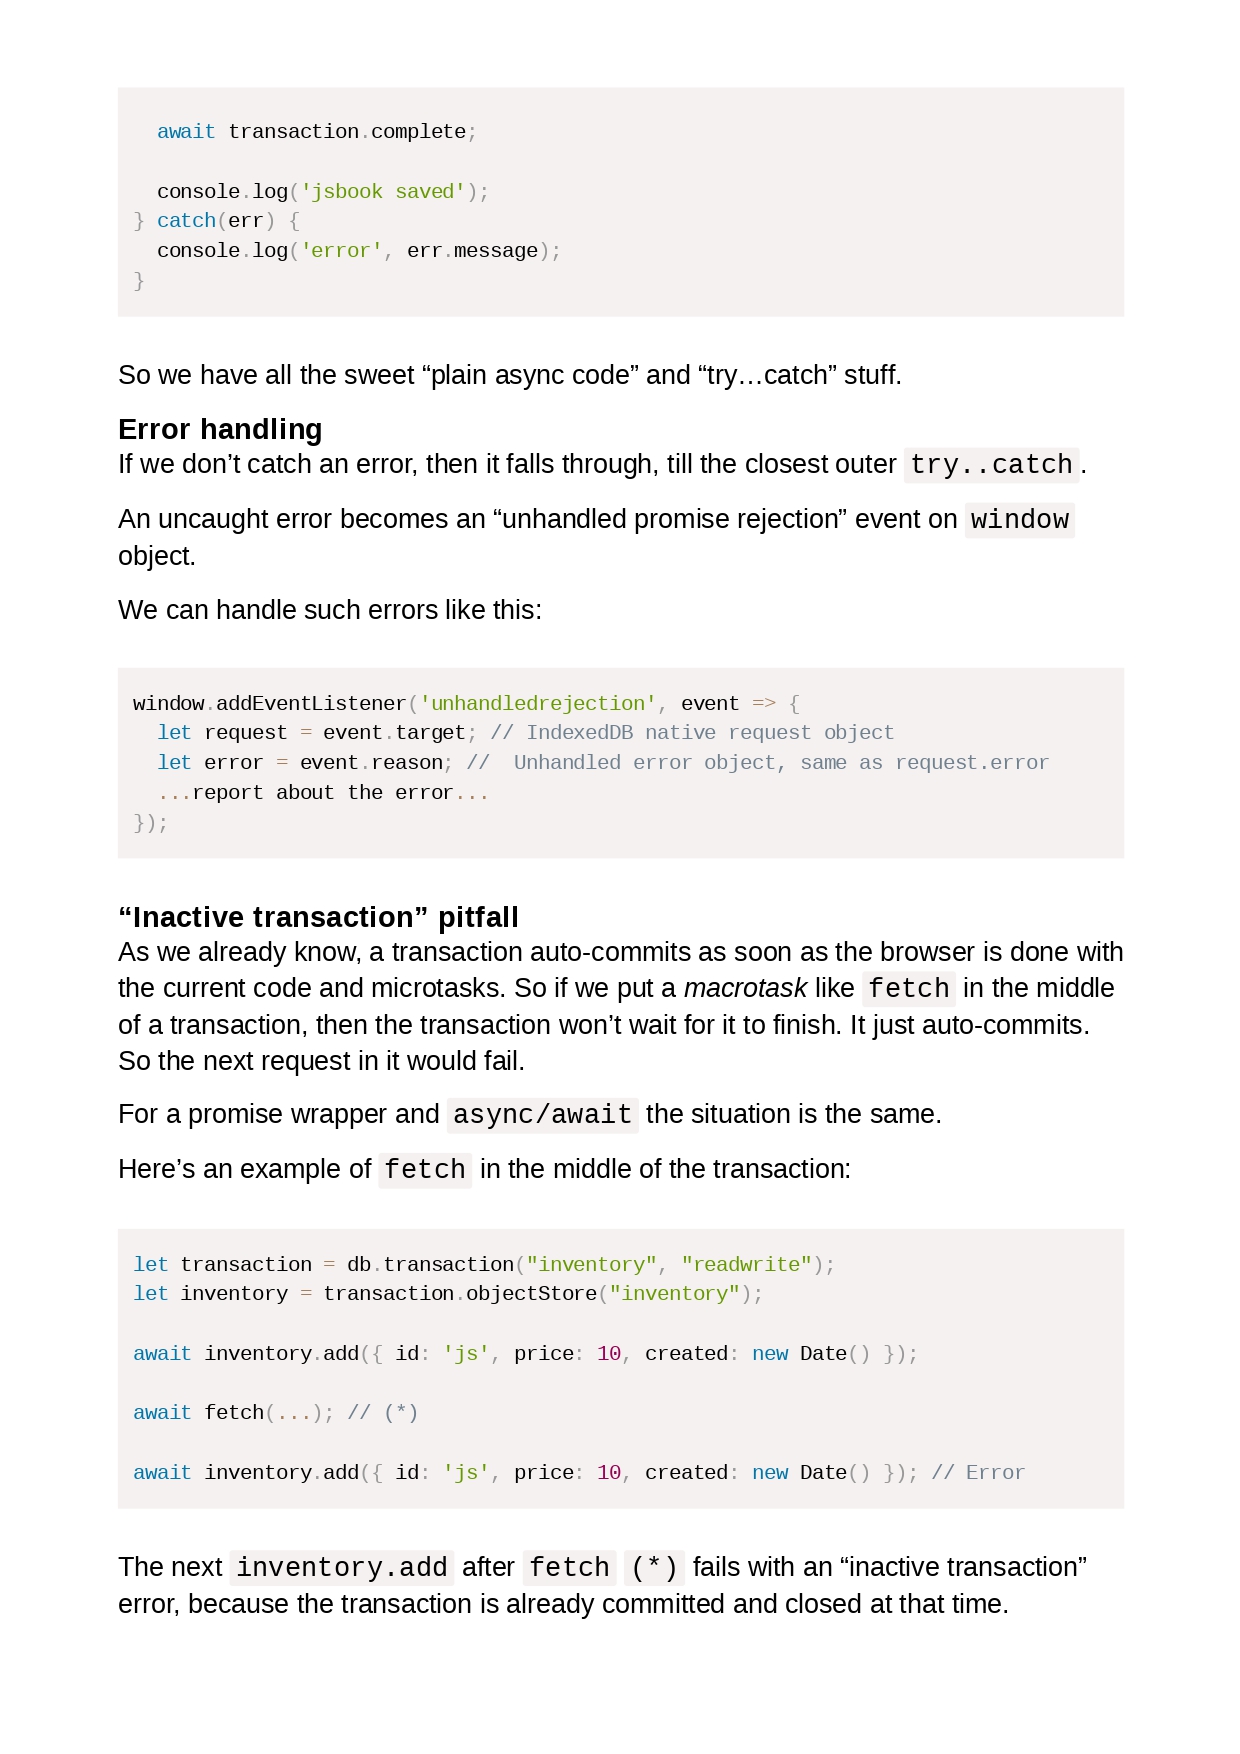 await transaction.complete;
console.log('jsbook saved');
} catch(err) {
console.log('error', err.message);
}
So we have all the sweet “plain async code” and “try…catch” stuff.
Error handling
If we don’t catch an error, then it falls through, till the closest outer try..catch.
An uncaught error becomes an “unhandled promise rejection” event on window
object.
We can handle such errors like this:
window.addEventListener('unhandledrejection', event => {
let request = event.target; // IndexedDB native request object
let error = event.reason; //  Unhandled error object, same as request.error
...report about the error...
});
“Inactive transaction” pitfall
As we already know, a transaction auto-commits as soon as the browser is done with
the current code and microtasks. So if we put a macrotask like fetch in the middle
of a transaction, then the transaction won’t wait for it to finish. It just auto-commits.
So the next request in it would fail.
For a promise wrapper and async/await the situation is the same.
Here’s an example of fetch in the middle of the transaction:
let transaction = db.transaction("inventory", "readwrite");
let inventory = transaction.objectStore("inventory");
await inventory.add({ id: 'js', price: 10, created: new Date() });
await fetch(...); // (*)
await inventory.add({ id: 'js', price: 10, created: new Date() }); // Error
The next inventory.add after fetch (*) fails with an “inactive transaction”
error, because the transaction is already committed and closed at that time.